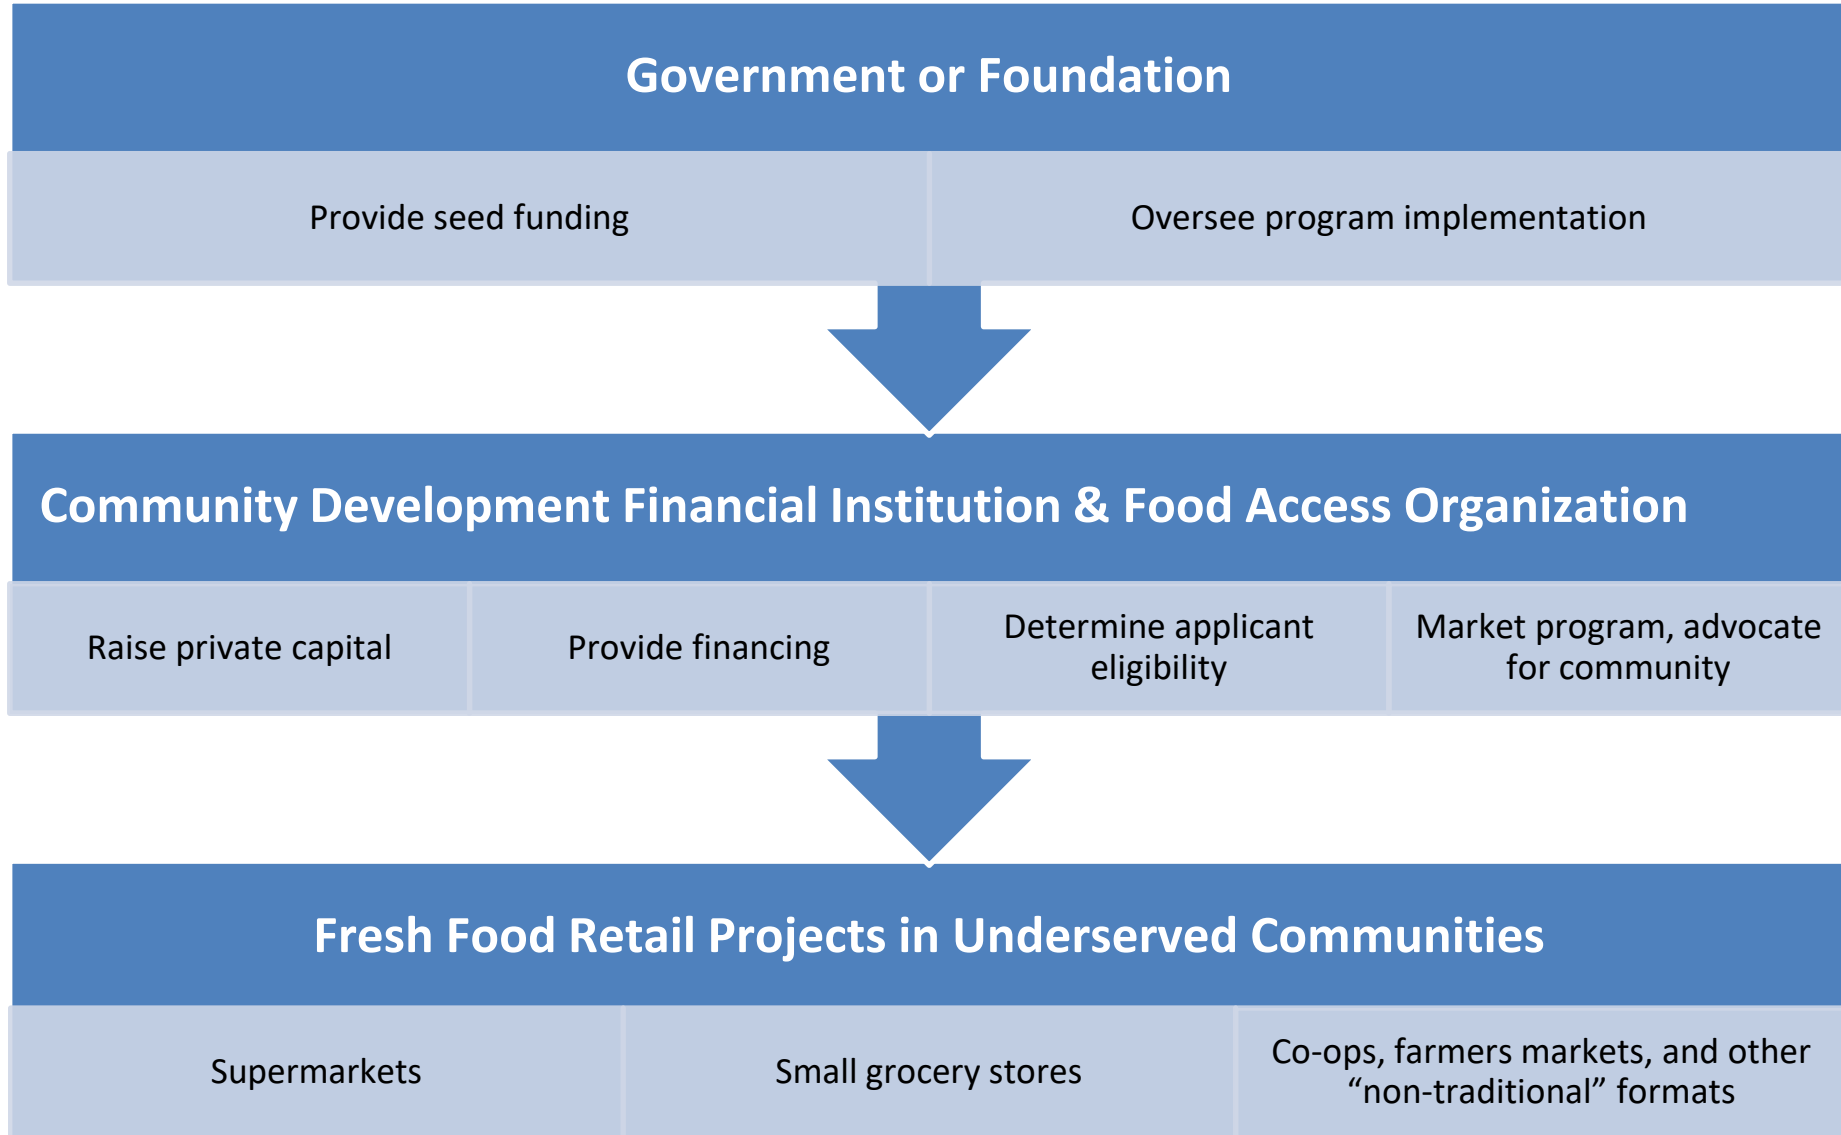 Government or Foundation
Provide seed funding
Oversee program implementation
Community Development Financial Institution & Food Access Organization
Raise private capital
Provide financing
Determine applicant
eligibility
Market program, advocate
for community
Fresh Food Retail Projects in Underserved Communities
Supermarkets
Small grocery stores
Co-ops, farmers markets, and other
“non-traditional” formats